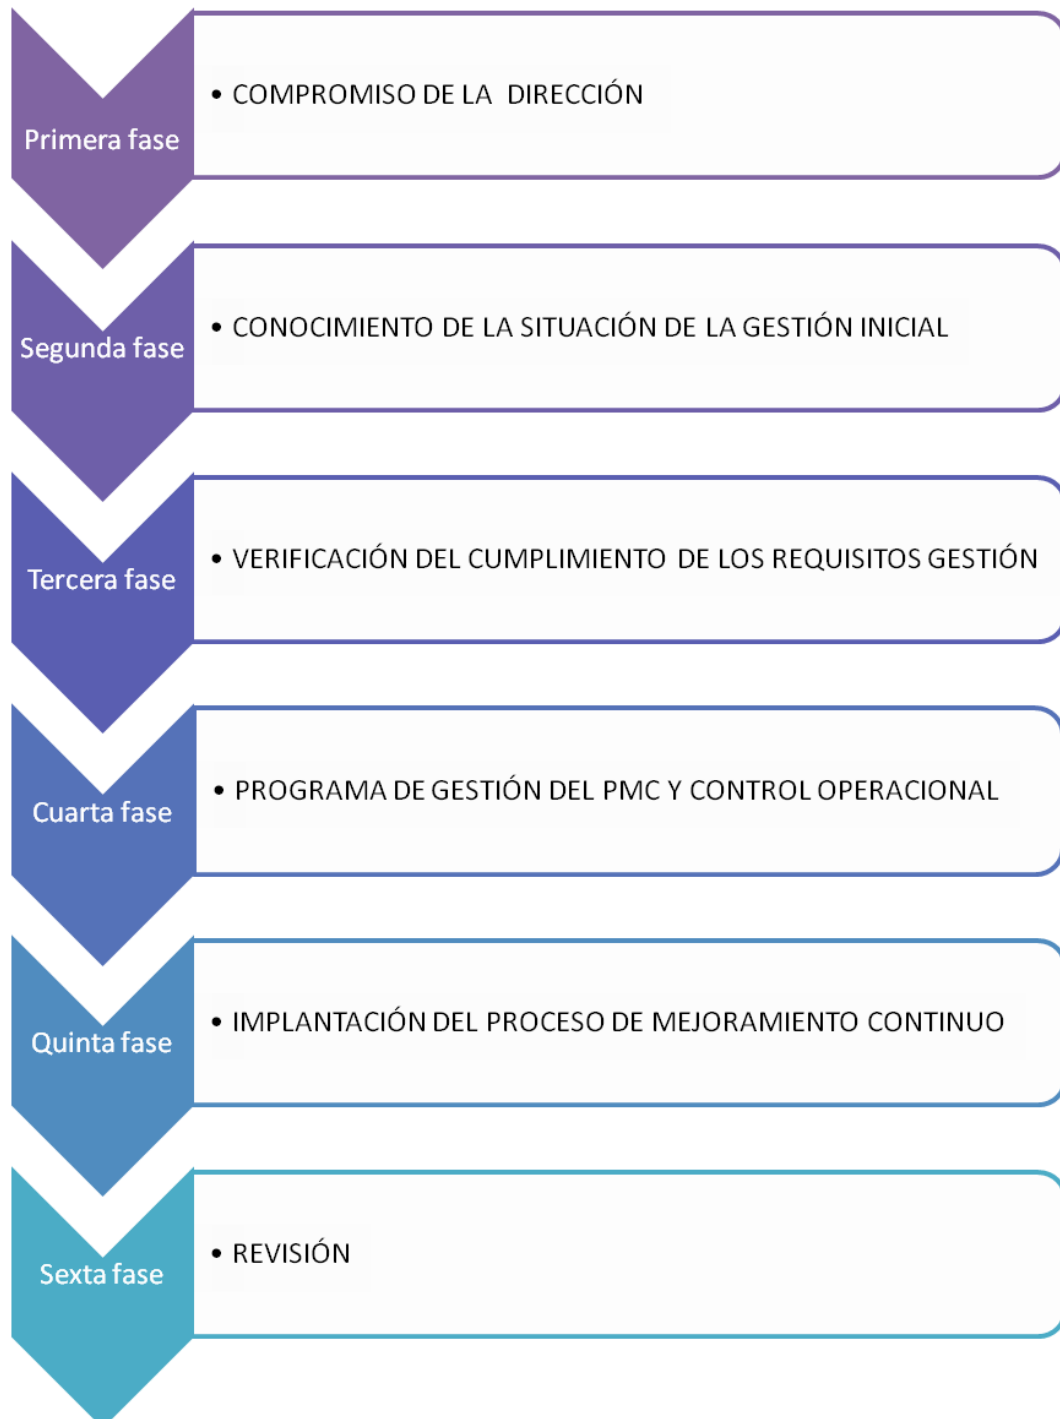 Primera fase
• COMPROMISO DE LA DIRECCIÓN
Segunda fase
• CONOCIMIENTO DE LA SITUACIÓN DE LA GESTIÓN INICIAL
Tercera fase
• VERIFICACIÓN DEL CUMPLIMIENTO DE LOS REQUISITOS GESTIÓN
Cuarta fase
• PROGRAMA DE GESTIÓN DEL PMC Y CONTROL OPERACIONAL
Quinta fase
• IMPLANTACIÓN DEL PROCESO DE MEJORAMIENTO CONTINUO
Sexta fase
• REVISIÓN